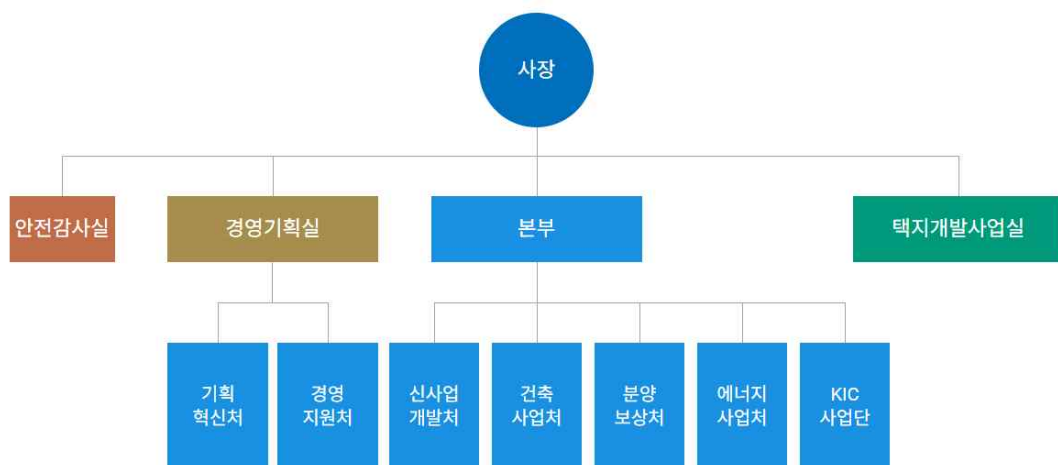 사장
안전감사실
경영기획실
본부
택지개발사업실
기획
혁신처
경영
지원처
신사업
개발처
건축
사업처
분양
보상처
에너지
사업처
KIC
사업단